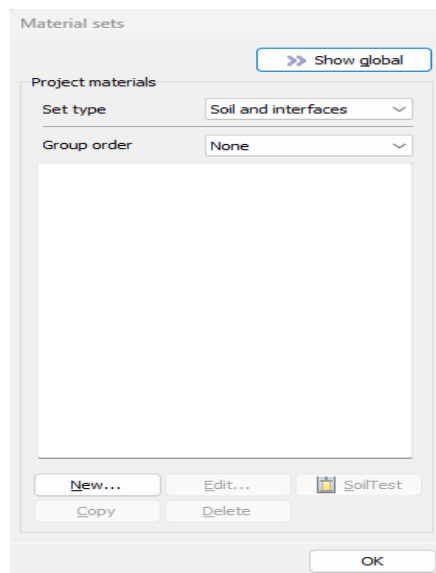 Material sets
Show global
Project materials
Set type Soil and interfaces
Group order None
New... Edit... SoilTest
Copy Delete
OK